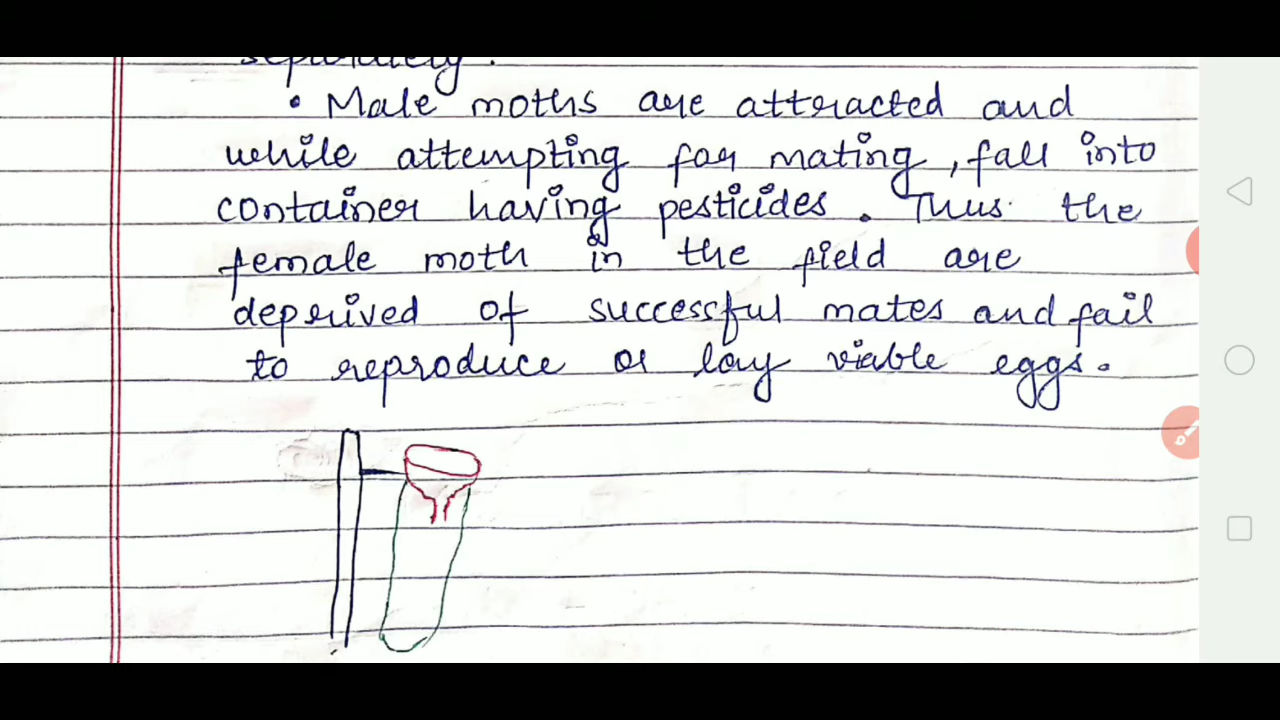 separately.
• Male moths are attracted and
while attempting for mating, fall into
container having pesticides. Thus the
female moth in the field are
deprived of successful mates and fail
to reproduce or lay viable eggs.